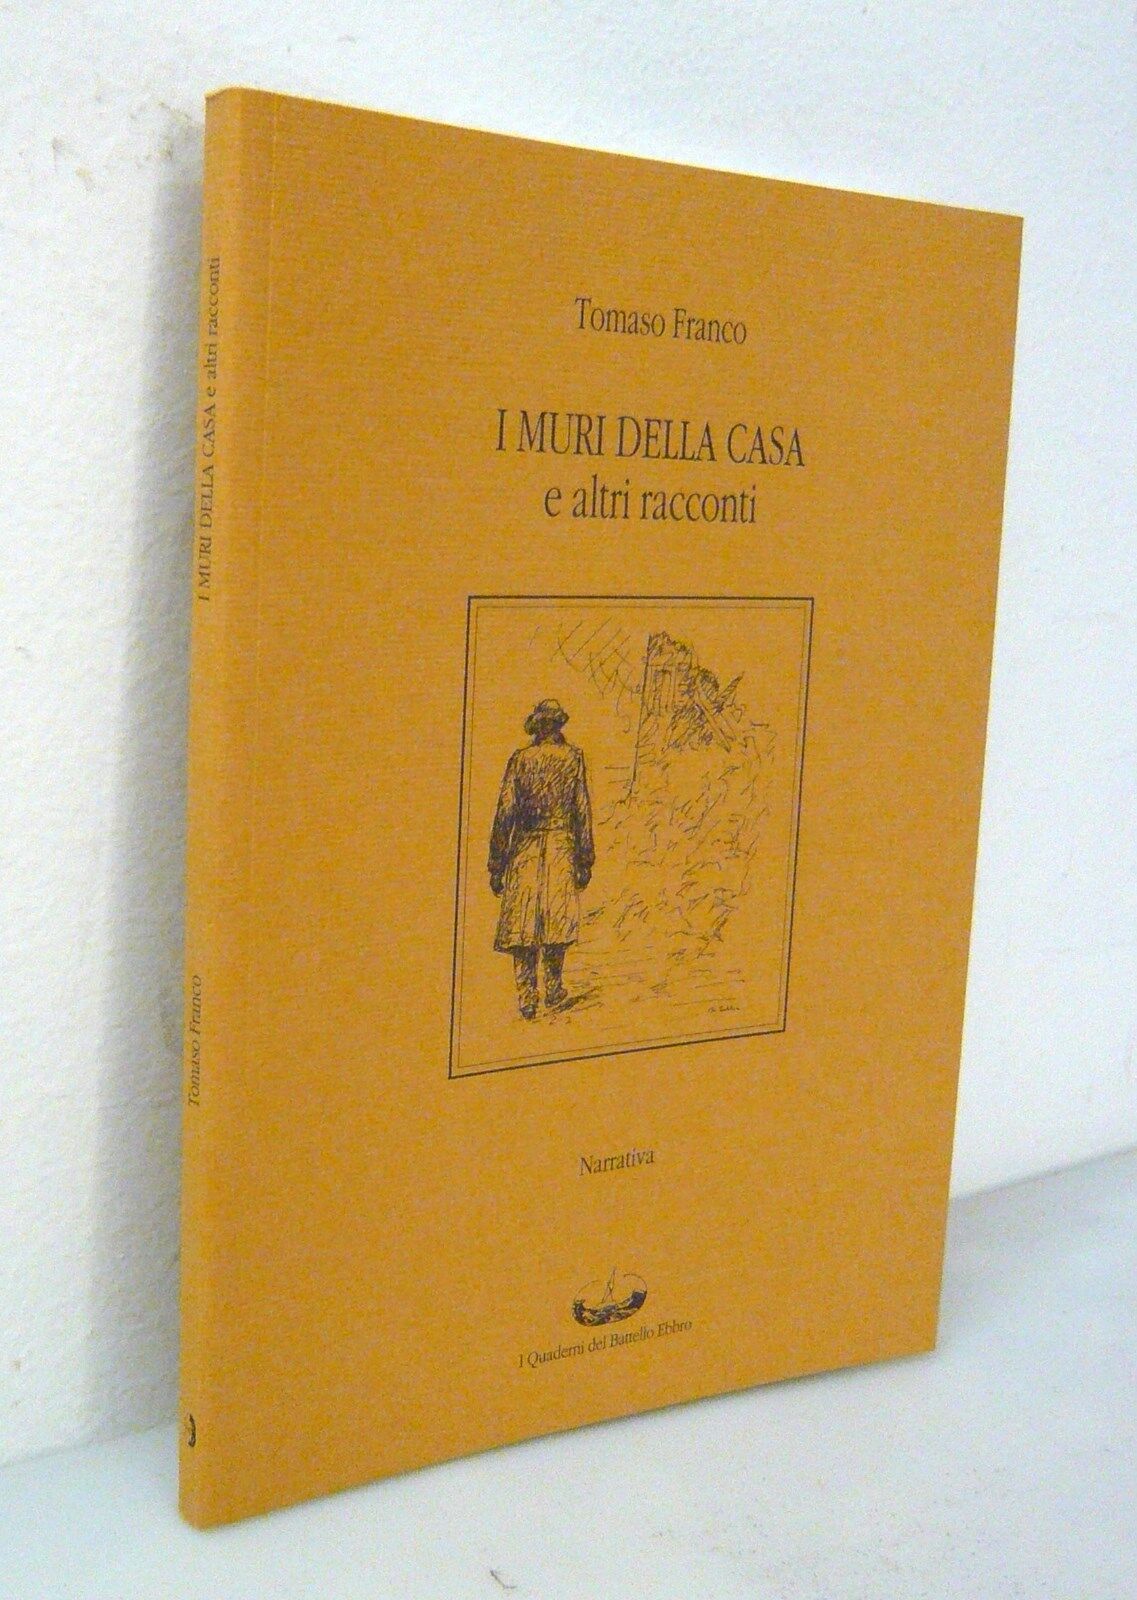 Tomaso Franco
I MURI DELLA CASA
e altri racconti
Narrativa
I Quaderni del Battello Ebbro
I MURI DELLA CASA e altri racconti
Tomaso Franco